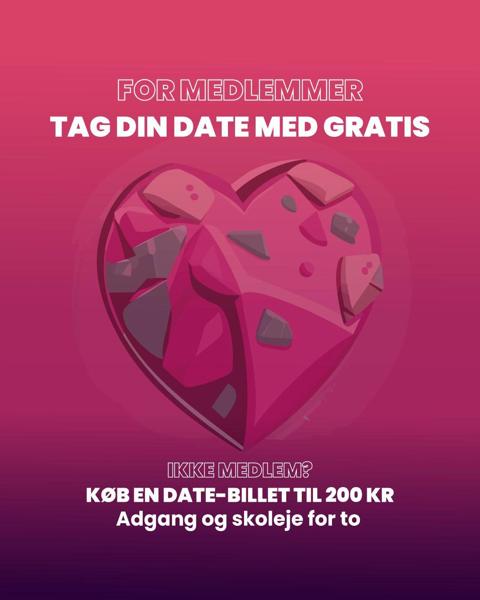 FOR MEDLEMMER
TAG DIN DATE MED GRATIS
IKKE MEDLEM?
KØB EN DATE-BILLET TIL 200 KR
Adgang og skoleje for to